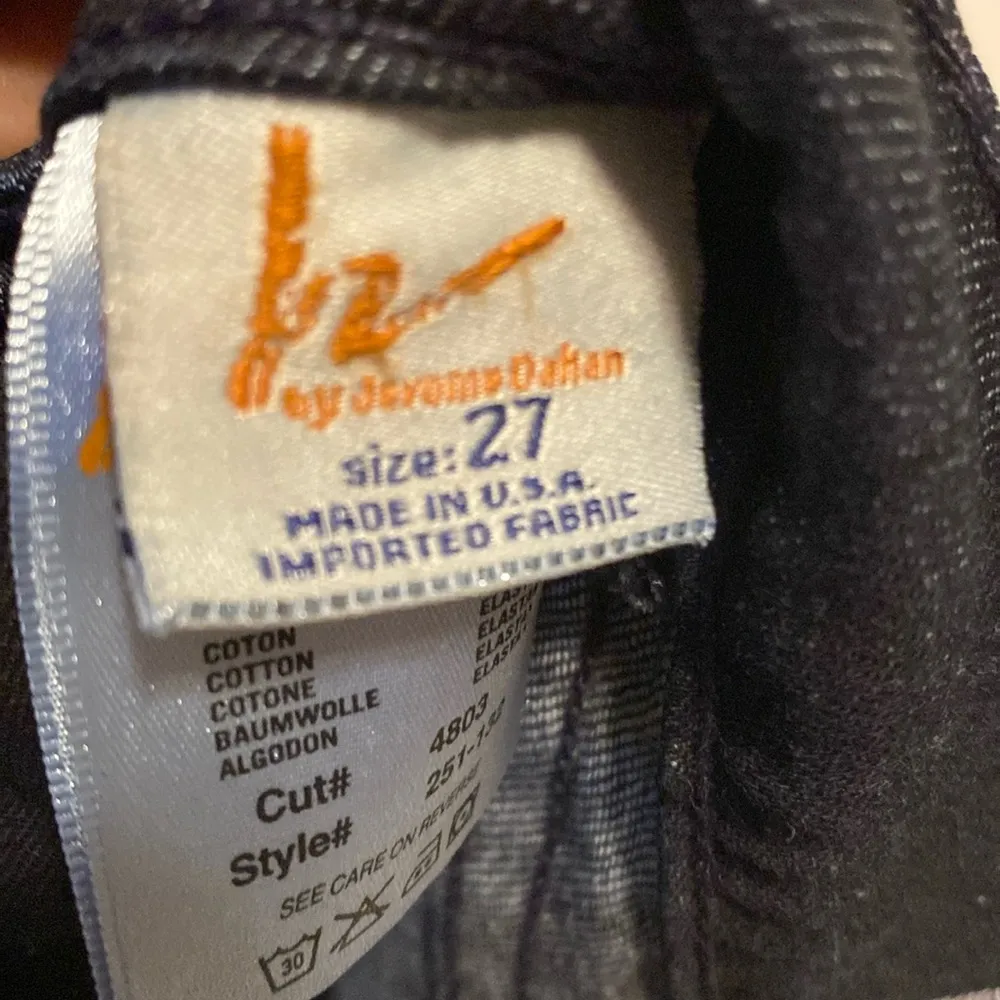 by Jerome Dahan
size: 27
MADE IN U.S.A.
IMPORTED FABRIC
COTON
COTTON
COTONE
BAUMWOLLE
ALGODON
Cut# 4803
Style# 251-
SEE CARE ON REVERSE
30